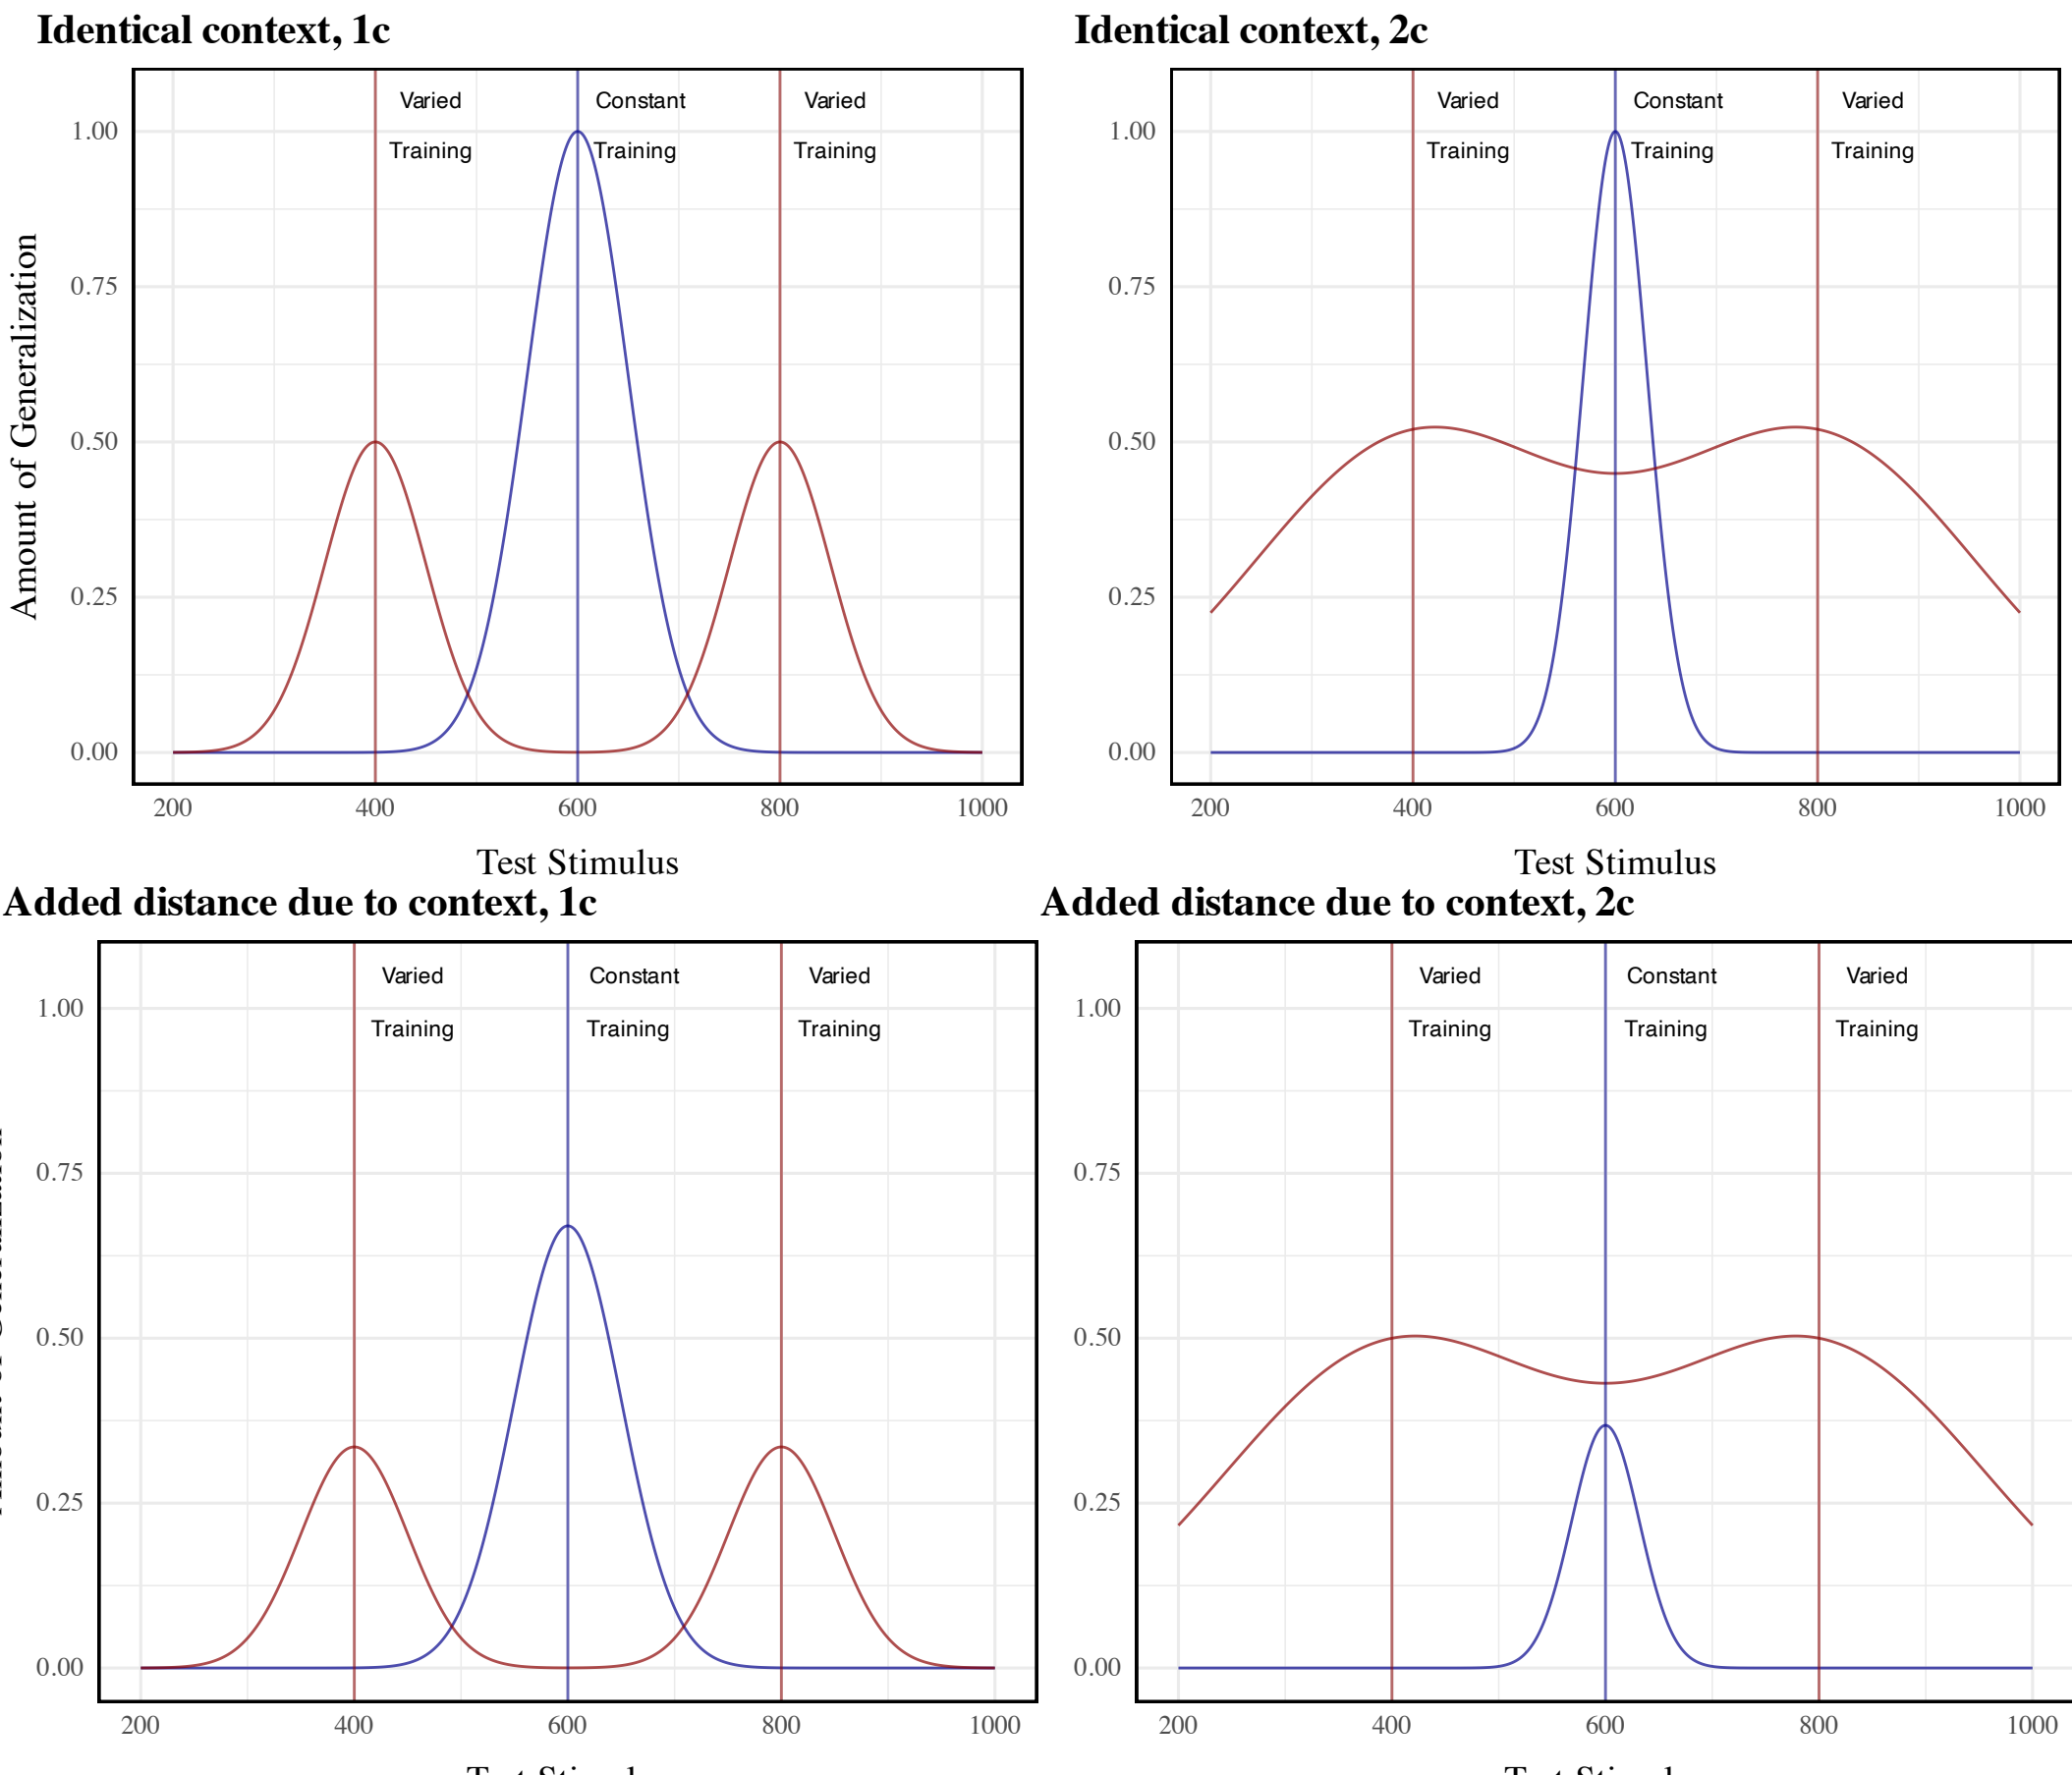 Identical context, 1c
Varied Constant Varied
Training Training Training
1.00
0.75
0.50
0.25
0.00
Amount of Generalization
200 400 600 800 1000
Test Stimulus
Identical context, 2c
Varied Constant Varied
Training Training Training
1.00
0.75
0.50
0.25
0.00
200 400 600 800 1000
Test Stimulus
Added distance due to context, 1c
Varied Constant Varied
Training Training Training
1.00
0.75
0.50
0.25
0.00
200 400 600 800 1000
Added distance due to context, 2c
Varied Constant Varied
Training Training Training
1.00
0.75
0.50
0.25
0.00
200 400 600 800 1000